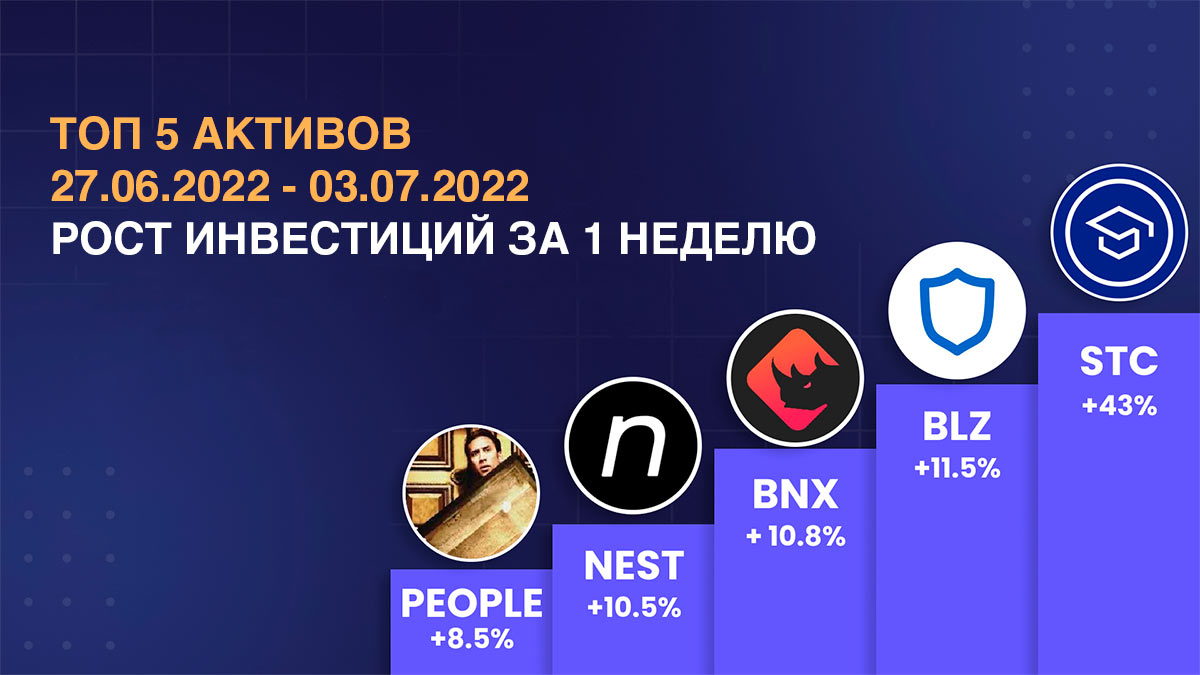 ТОП 5 АКТИВОВ
27.06.2022 - 03.07.2022
РОСТ ИНВЕСТИЦИЙ ЗА 1 НЕДЕЛЮ
PEOPLE
+8.5%
n
NEST
+10.5%
BNX
+ 10.8%
BLZ
+11.5%
STC
+43%